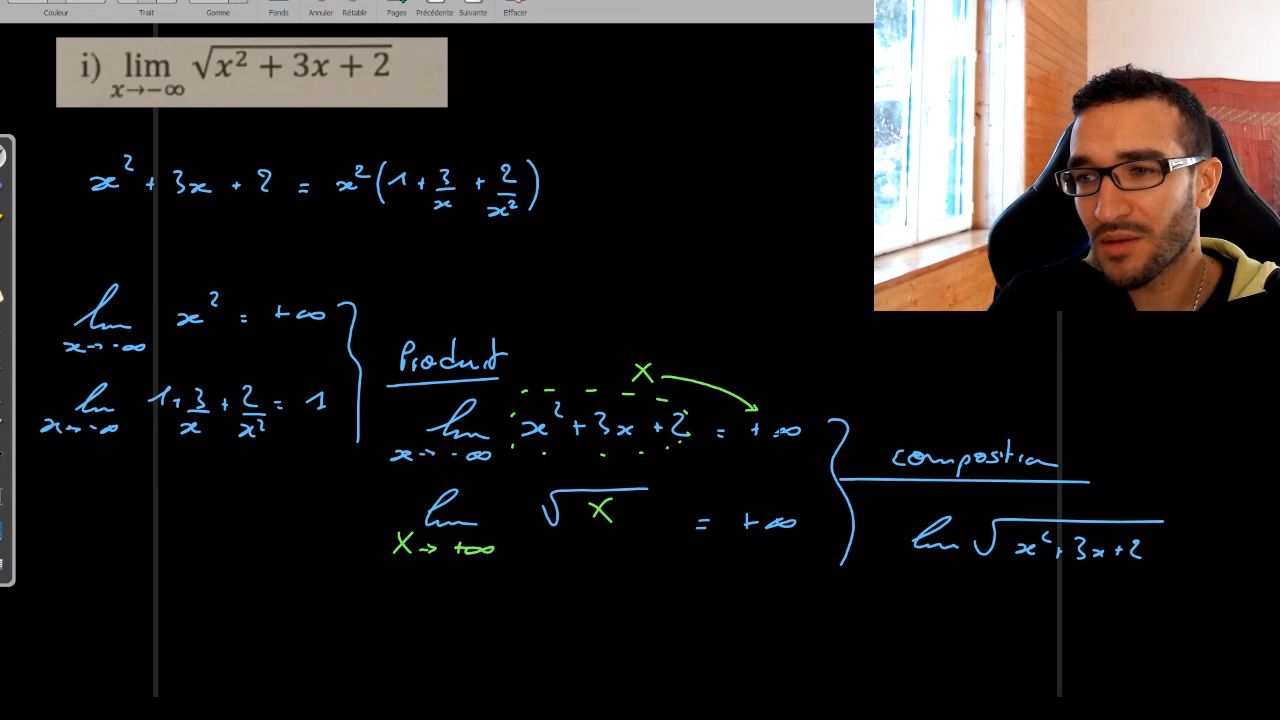 Couleur Trait Gomme Fonds Annuler Rétablir Pages Précédente Suivante Effacer
i) lim √(x² + 3x + 2)
x→−∞
x² + 3x + 2 = x²(1 + 3/x + 2/x²)
lim x² = +∞
x→−∞
lim 1 + 3/x + 2/x² = 1
x→−∞
Product
X
lim x² + 3x + 2 = +∞
x→−∞
lim √X = +∞
X→ +∞
composition
lim √(x² + 3x + 2)